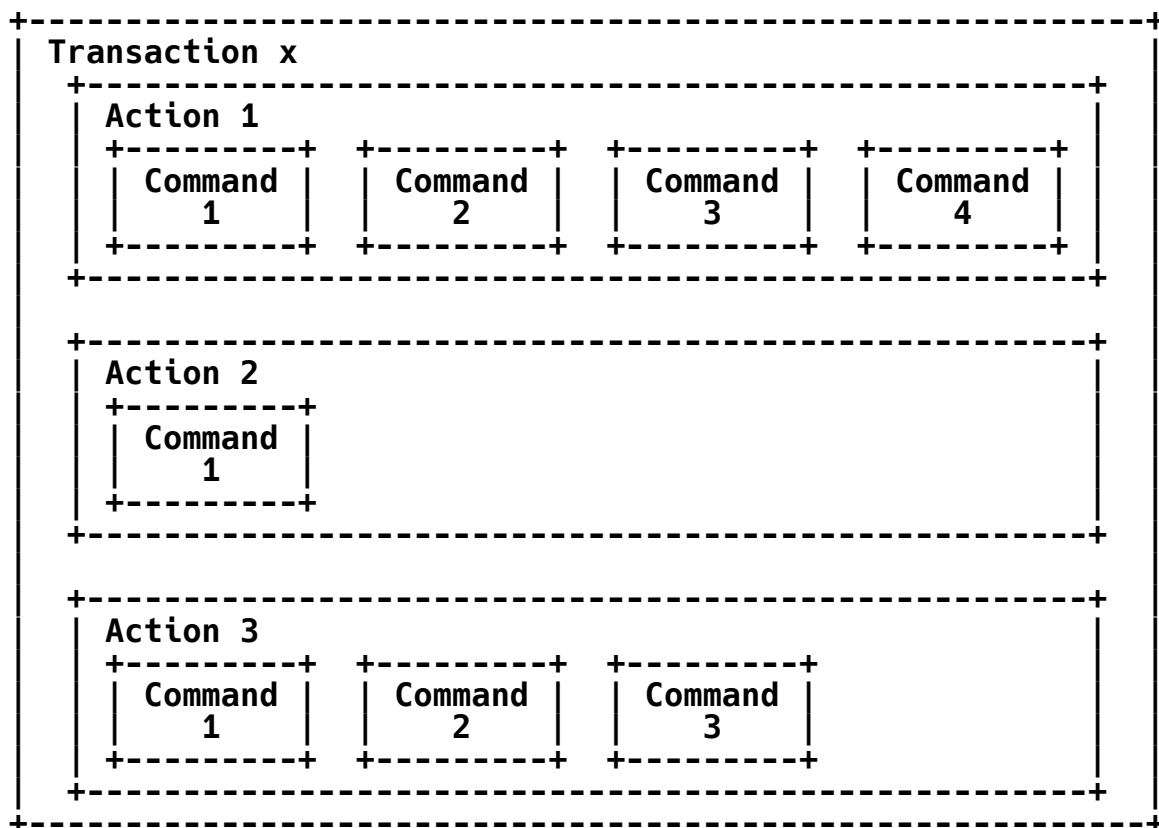 Transaction x
Action 1
Command Command Command Command
1 2 3 4
Action 2
Command
1
Action 3
Command Command Command
1 2 3